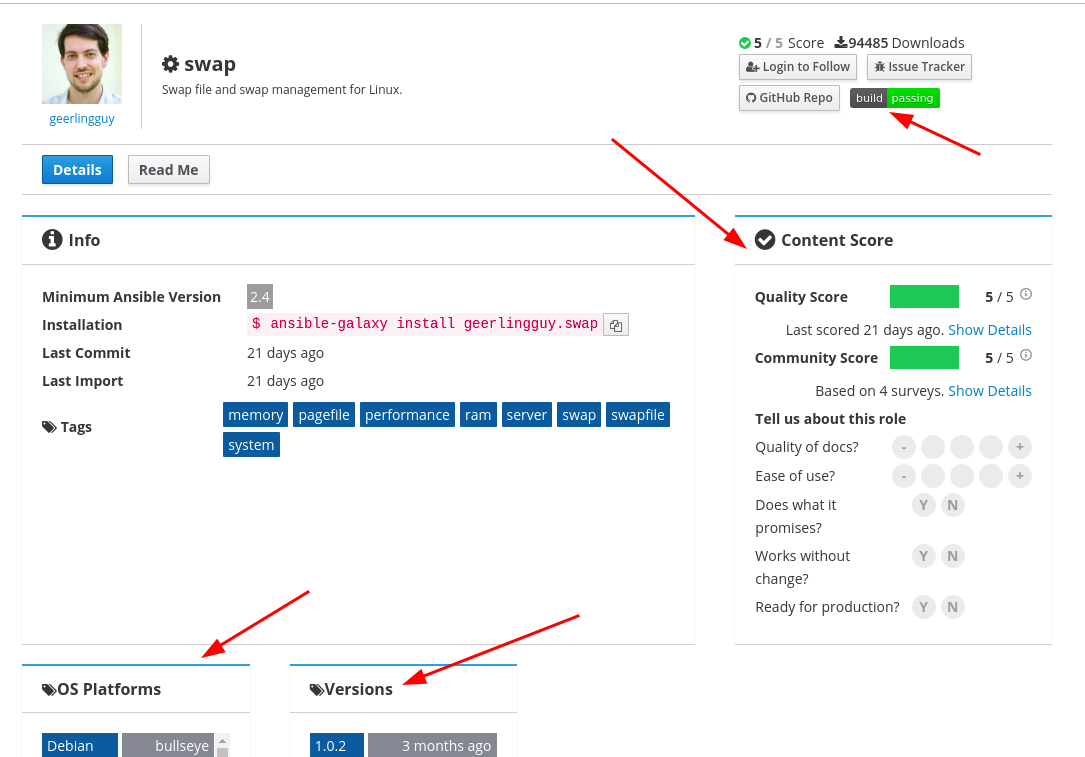 swap
Swap file and swap management for Linux.
geerlingguy
5 / 5 Score 94485 Downloads
Login to Follow Issue Tracker
GitHub Repo build passing
Details Read Me
Info
Minimum Ansible Version 2.4
Installation $ ansible-galaxy install geerlingguy.swap
Last Commit 21 days ago
Last Import 21 days ago
Tags memory pagefile performance ram server swap swapfile
system
Content Score
Quality Score 5 / 5
Last scored 21 days ago. Show Details
Community Score 5 / 5
Based on 4 surveys. Show Details
Tell us about this role
Quality of docs? - +
Ease of use? - +
Does what it Y N
promises?
Works without Y N
change?
Ready for production? Y N
OS Platforms
Debian bullseye
Versions
1.0.2 3 months ago